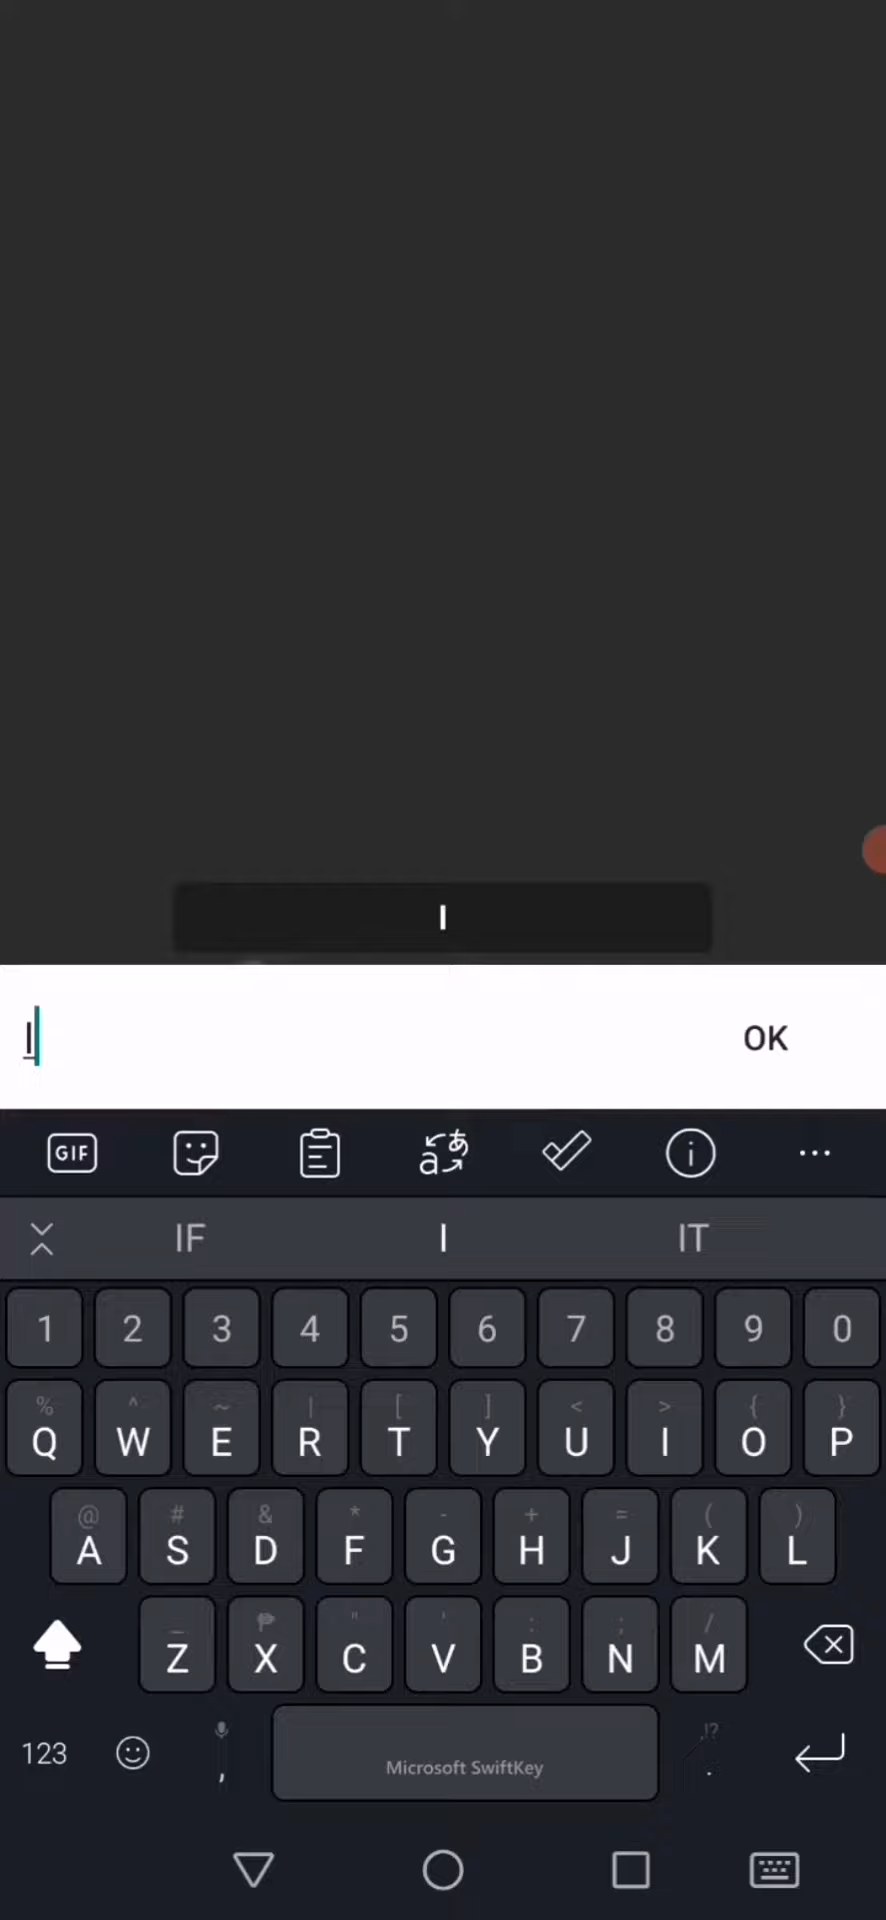 I
I
OK
GIF
IF I IT
1 2 3 4 5 6 7 8 9 0
% ^ ~ | [ ] < > { }
Q W E R T Y U I O P
@ # & * - + = ( )
A S D F G H J K L
_ ₱ " ' : ; /
Z X C V B N M
,!?
123 , Microsoft SwiftKey .